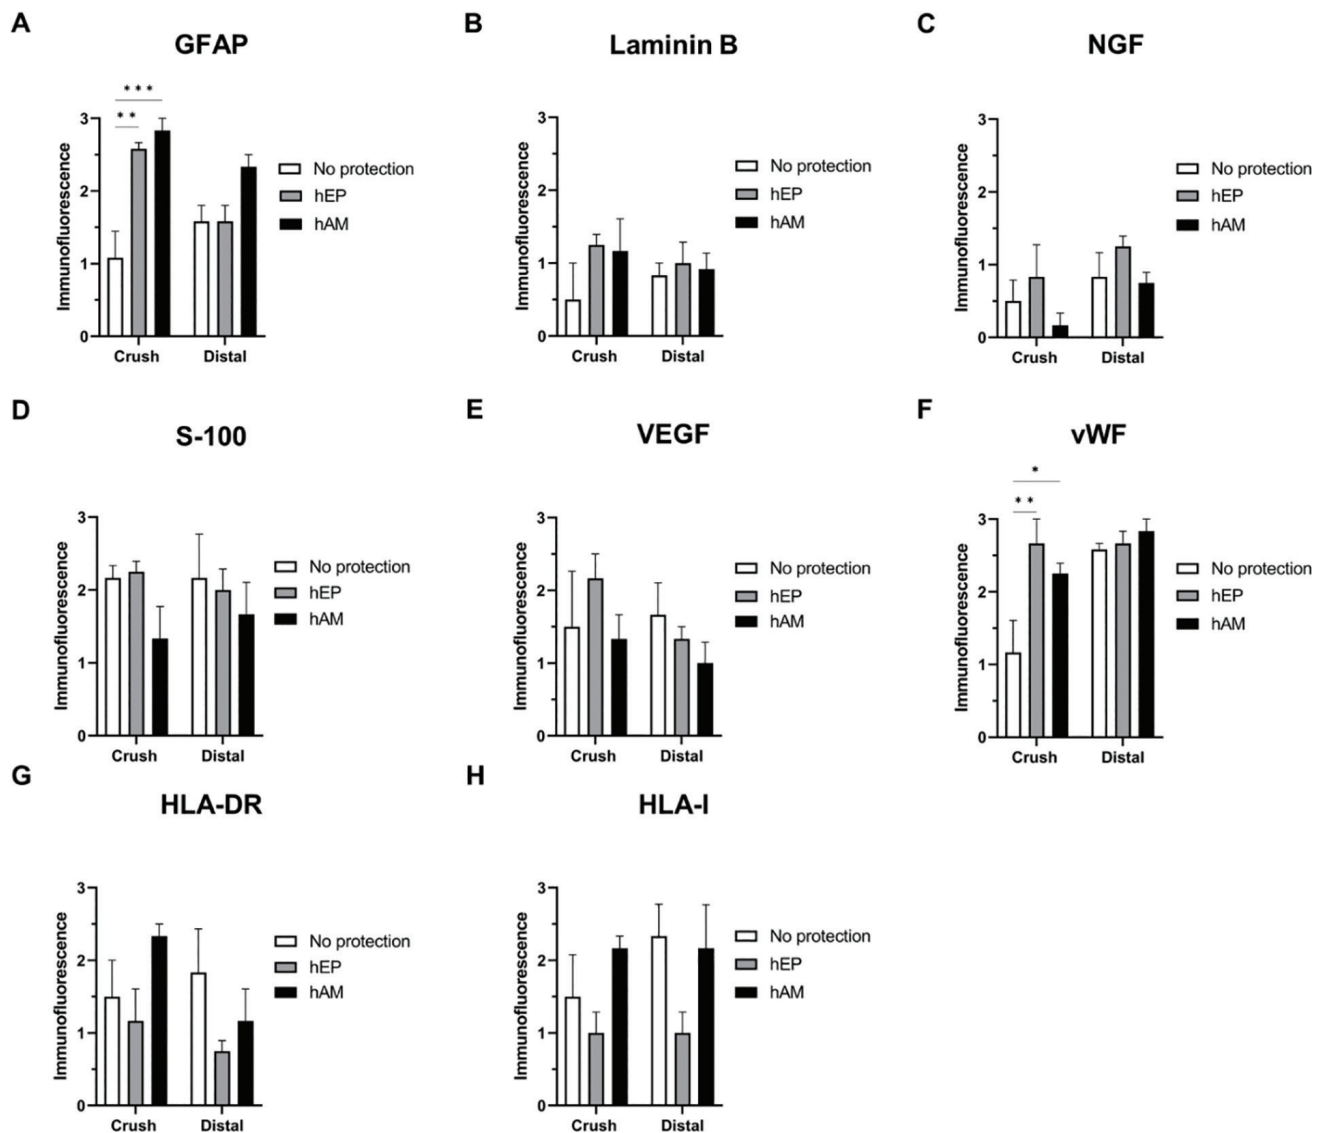 A
GFAP
***
**
3
2
1
0
Immunofluorescence
Crush
Distal
No protection
hEP
hAM
B
Laminin B
3
2
1
0
Immunofluorescence
Crush
Distal
No protection
hEP
hAM
C
NGF
3
2
1
0
Immunofluorescence
Crush
Distal
No protection
hEP
hAM
D
S-100
3
2
1
0
Immunofluorescence
Crush
Distal
No protection
hEP
hAM
E
VEGF
3
2
1
0
Immunofluorescence
Crush
Distal
No protection
hEP
hAM
F
vWF
*
**
3
2
1
0
Immunofluorescence
Crush
Distal
No protection
hEP
hAM
G
HLA-DR
3
2
1
0
Immunofluorescence
Crush
Distal
No protection
hEP
hAM
H
HLA-I
3
2
1
0
Immunofluorescence
Crush
Distal
No protection
hEP
hAM